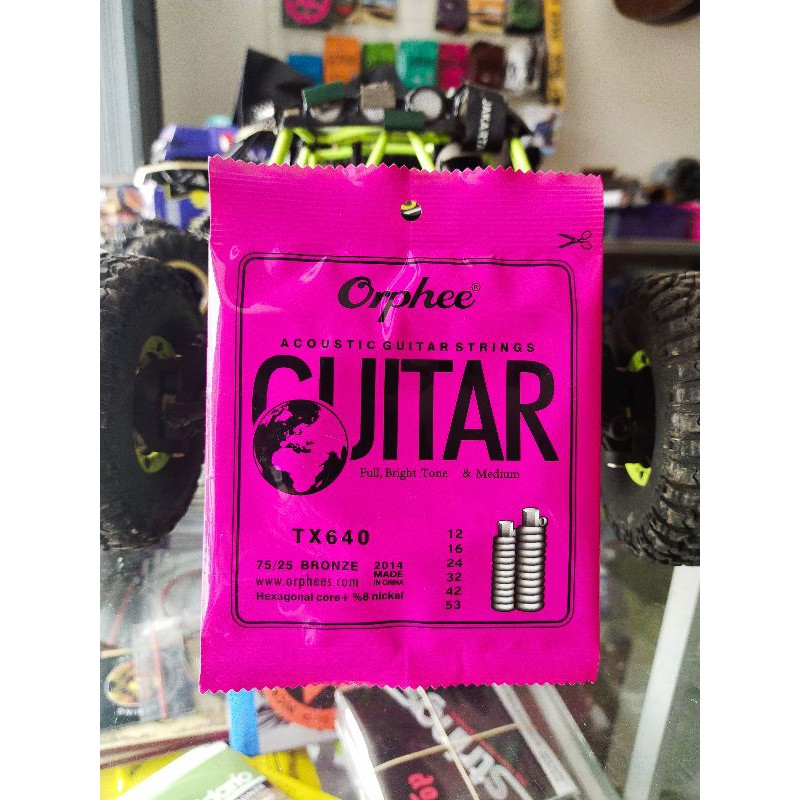 Orphee®
ACOUSTIC GUITAR STRINGS
GUITAR
Full, Bright Tone & Medium
TX640
75/25 BRONZE 2014 MADE IN CHINA
www.orphees.com
Hexagonal core+ %8 nickel
12
16
24
32
42
53